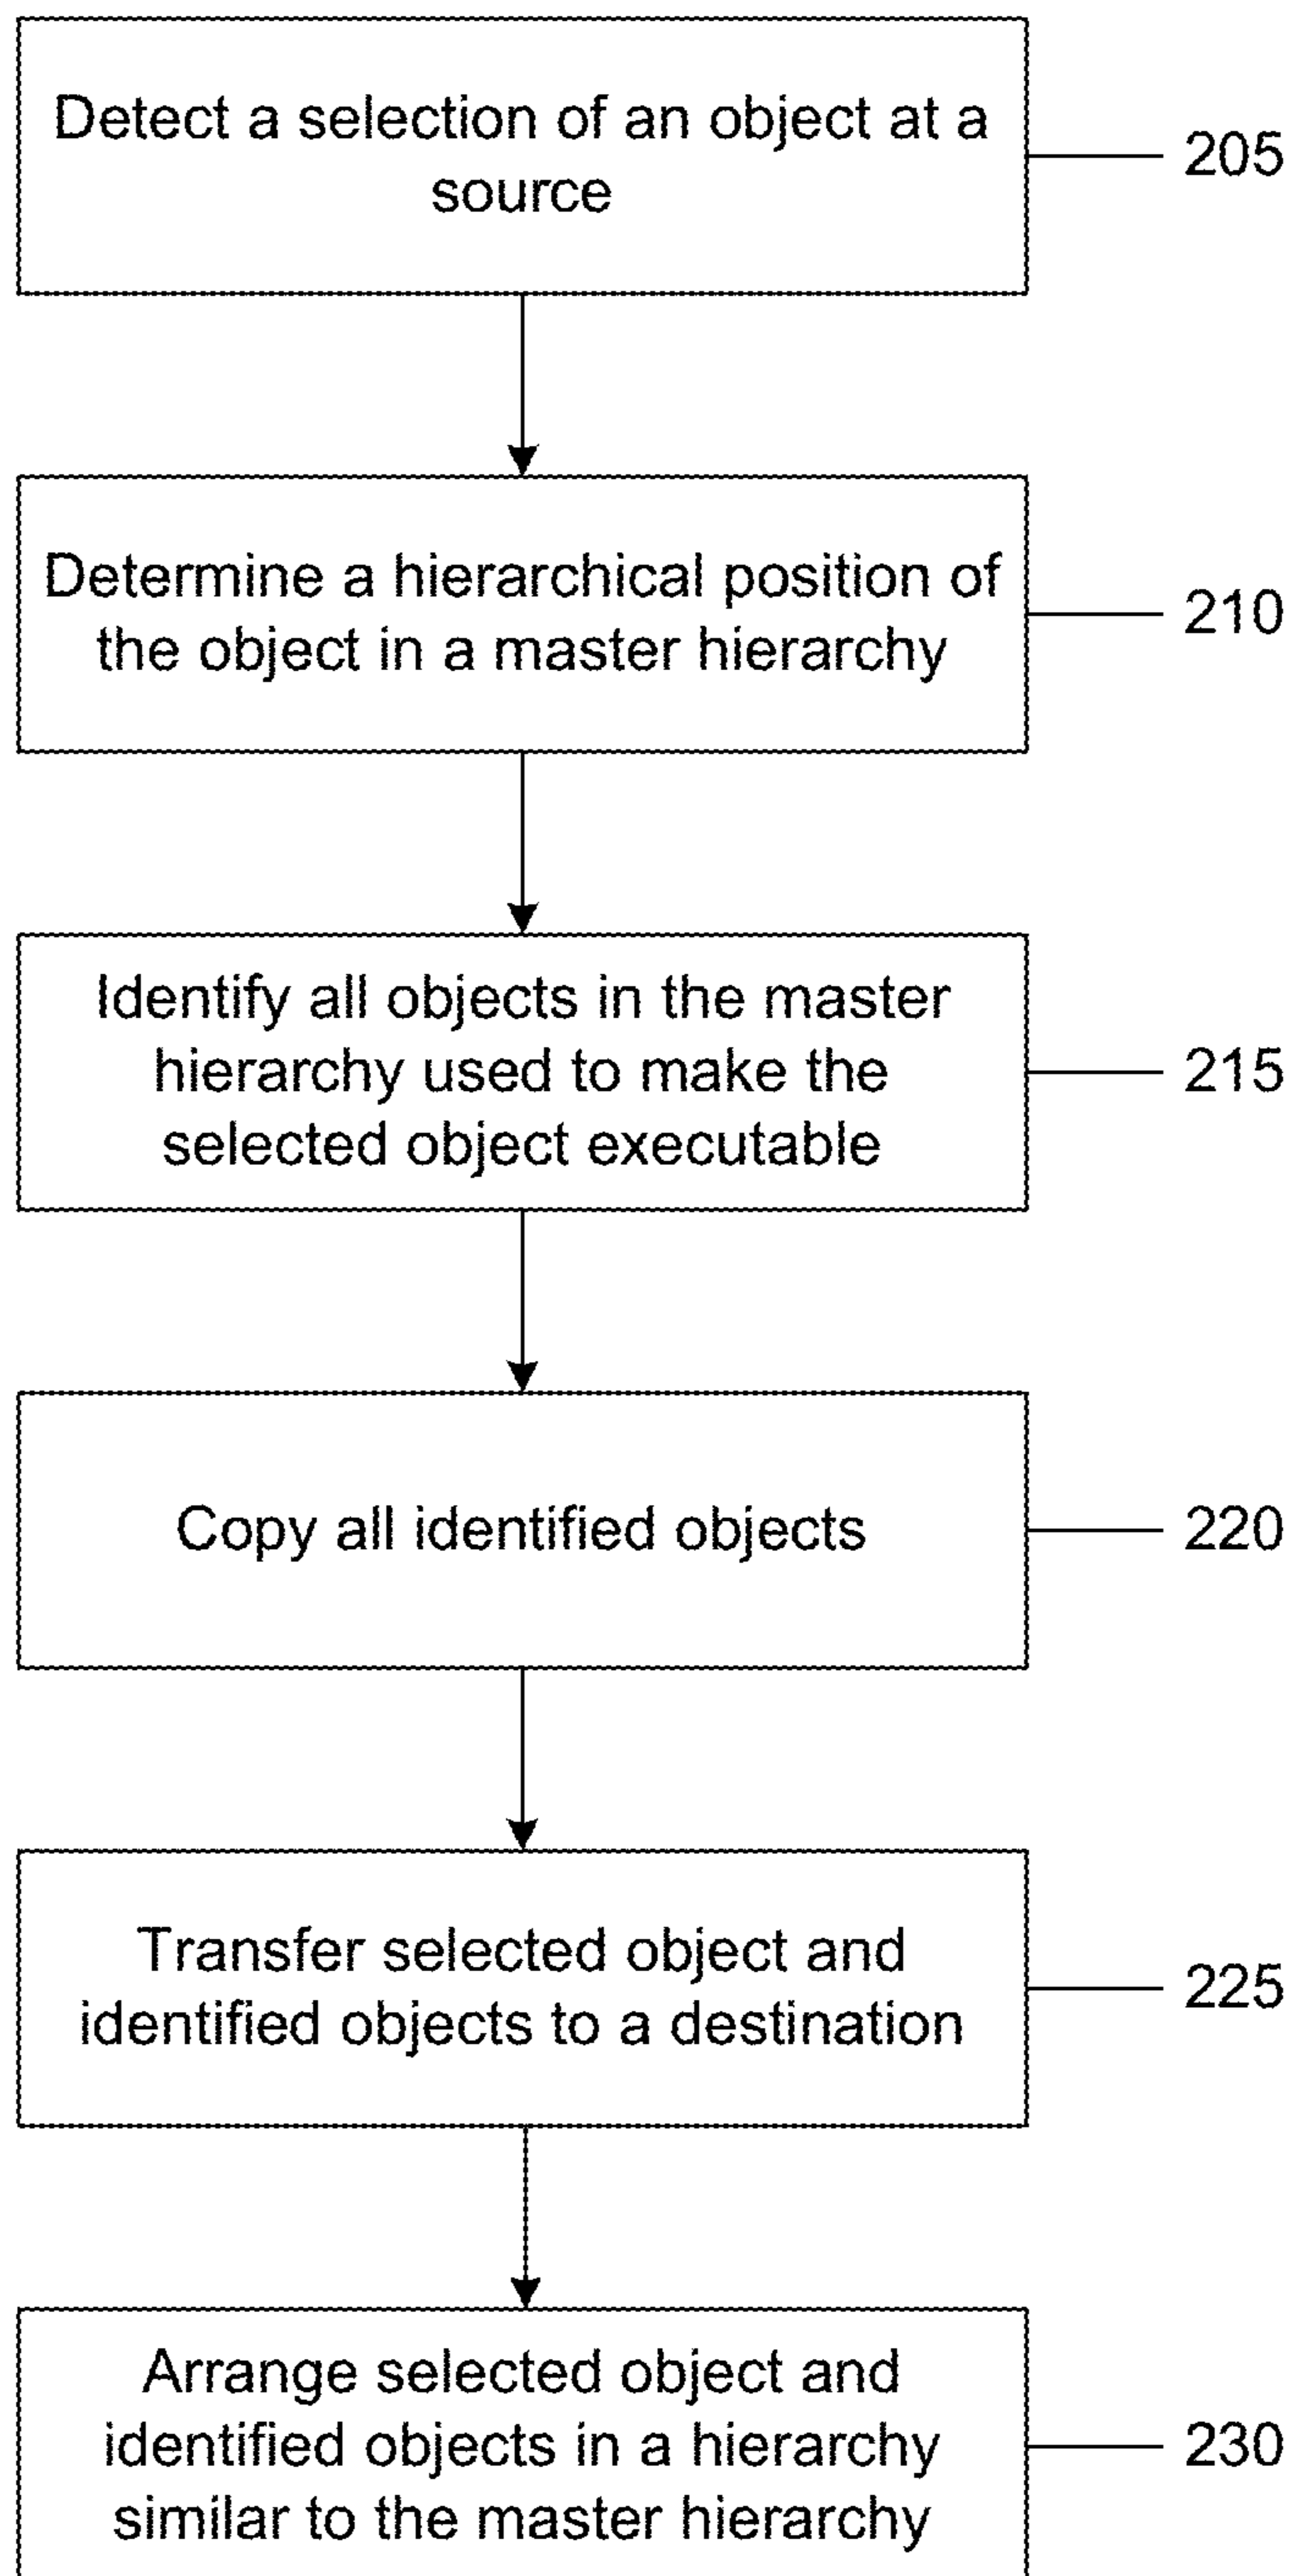 Detect a selection of an object at a
source
205
Determine a hierarchical position of
the object in a master hierarchy
210
Identify all objects in the master
hierarchy used to make the
selected object executable
215
Copy all identified objects
220
Transfer selected object and
identified objects to a destination
225
Arrange selected object and
identified objects in a hierarchy
similar to the master hierarchy
230